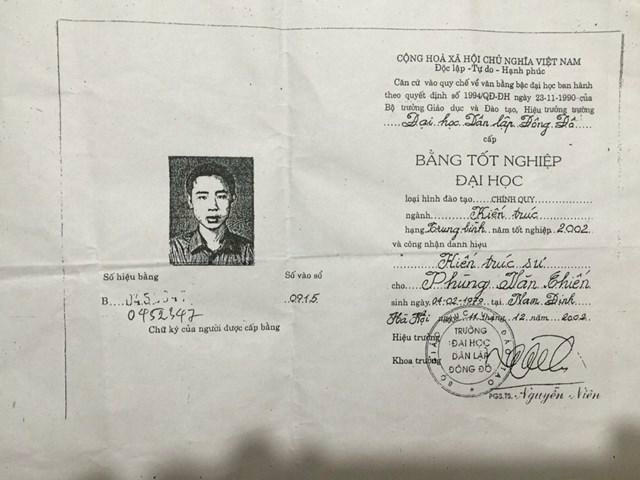 CỘNG HOÀ XÃ HỘI CHỦ NGHĨA VIỆT NAM
Độc lập - Tự do - Hạnh phúc
Căn cứ vào quy chế về văn bằng bậc đại học ban hành
theo quyết định số 1994/QĐ-ĐH ngày 23-11-1990 của
Bộ trưởng Giáo dục và Đào tạo, Hiệu trưởng trường
Đại học Dân lập Đông Đô
cấp
BẰNG TỐT NGHIỆP
ĐẠI HỌC
loại hình đào tạo......CHÍNH QUY......
ngành......Kiến trúc......
hạng Trung bình năm tốt nghiệp 2002
và công nhận danh hiệu
Kiến trúc sư
cho Phùng Văn Chiến
sinh ngày 01-02-1979 tại Nam Định
Hà Nội ngày 11 tháng 12 năm 2002
Hiệu trưởng
Khoa trưởng
TRƯỜNG
ĐẠI HỌC
DÂN LẬP
ĐÔNG ĐÔ
PGS.TS. Nguyễn Niên
Số hiệu bằng
Số vào sổ
B 0452347
0915
0452347
Chữ ký của người được cấp bằng